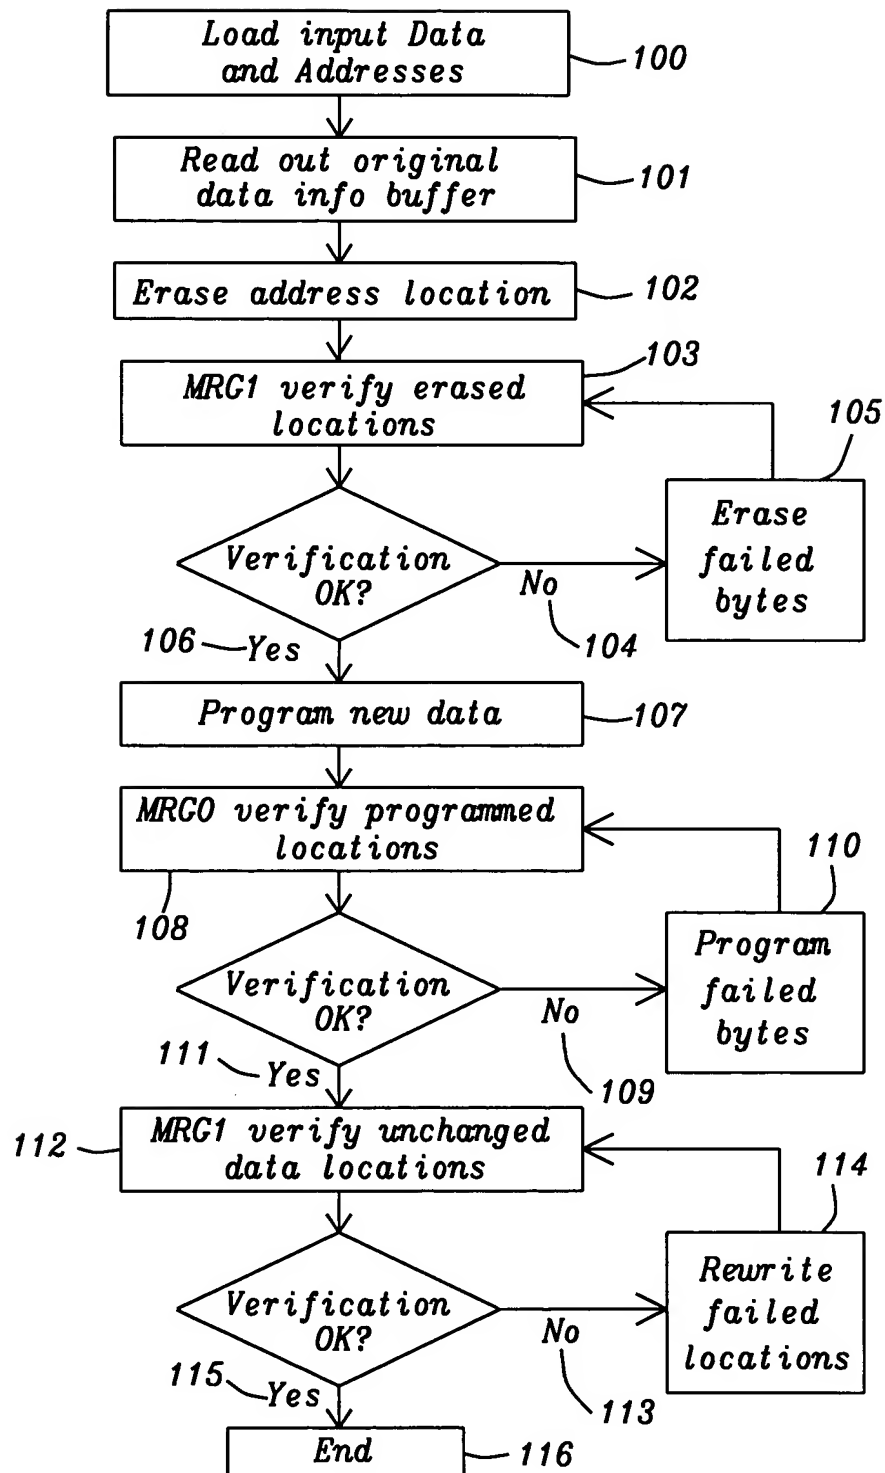 Load input Data
and Addresses
100
Read out original
data info buffer
101
Erase address location
102
103
MRG1 verify erased
locations
105
Erase
failed
bytes
Verification
OK?
No
104
106
Yes
Program new data
107
MRG0 verify programmed
locations
108
110
Program
failed
bytes
Verification
OK?
No
109
111
Yes
112
MRG1 verify unchanged
data locations
114
Rewrite
failed
locations
Verification
OK?
No
113
115
Yes
End
116